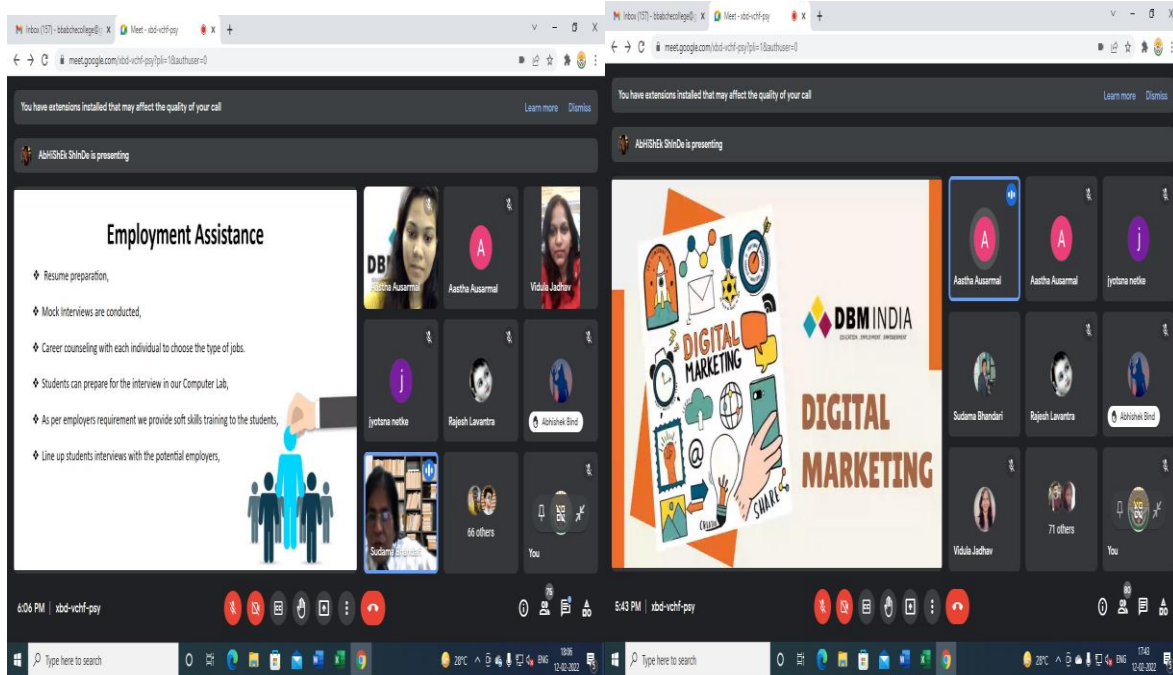 Inbox (157) - bbabchecollege@
Meet - xbd-vchf-psy
meet.google.com/xbd-vchf-psy?pli=1&authuser=0
You have extensions installed that may affect the quality of your call
Learn more Dismiss
AbHiShEk ShInDe is presenting
Employment Assistance
❖ Resume preparation,
❖ Mock Interviews are conducted,
❖ Career counseling with each individual to choose the type of jobs.
❖ Students can prepare for the interview in our Computer Lab,
❖ As per employers requirement we provide soft skills training to the students,
❖ Line up students interviews with the potential employers,
DB
Aastha Ausarmal
A
Aastha Ausarmal
Vidula Jadhav
j
jyotsna netke
Rajesh Lavantra
Abhishek Bind
Sudama Bhandari
66 others
You
6:06 PM | xbd-vchf-psy
76
Type here to search
28°C
ENG
18:06
12-02-2022
Inbox (157) - bbabchecollege@
Meet - xbd-vchf-psy
meet.google.com/xbd-vchf-psy?pli=1&authuser=0
You have extensions installed that may affect the quality of your call
Learn more Dismiss
AbHiShEk ShInDe is presenting
DIGITAL
MARKETING
@
SHARE
DBM INDIA
EDUCATION . EMPLOYMENT . EMPOWERMENT
DIGITAL
MARKETING
A
Aastha Ausarmal
A
Aastha Ausarmal
j
jyotsna netke
Sudama Bhandari
Rajesh Lavantra
Abhishek Bind
Vidula Jadhav
71 others
You
5:43 PM | xbd-vchf-psy
80
Type here to search
28°C
ENG
17:43
12-02-2022